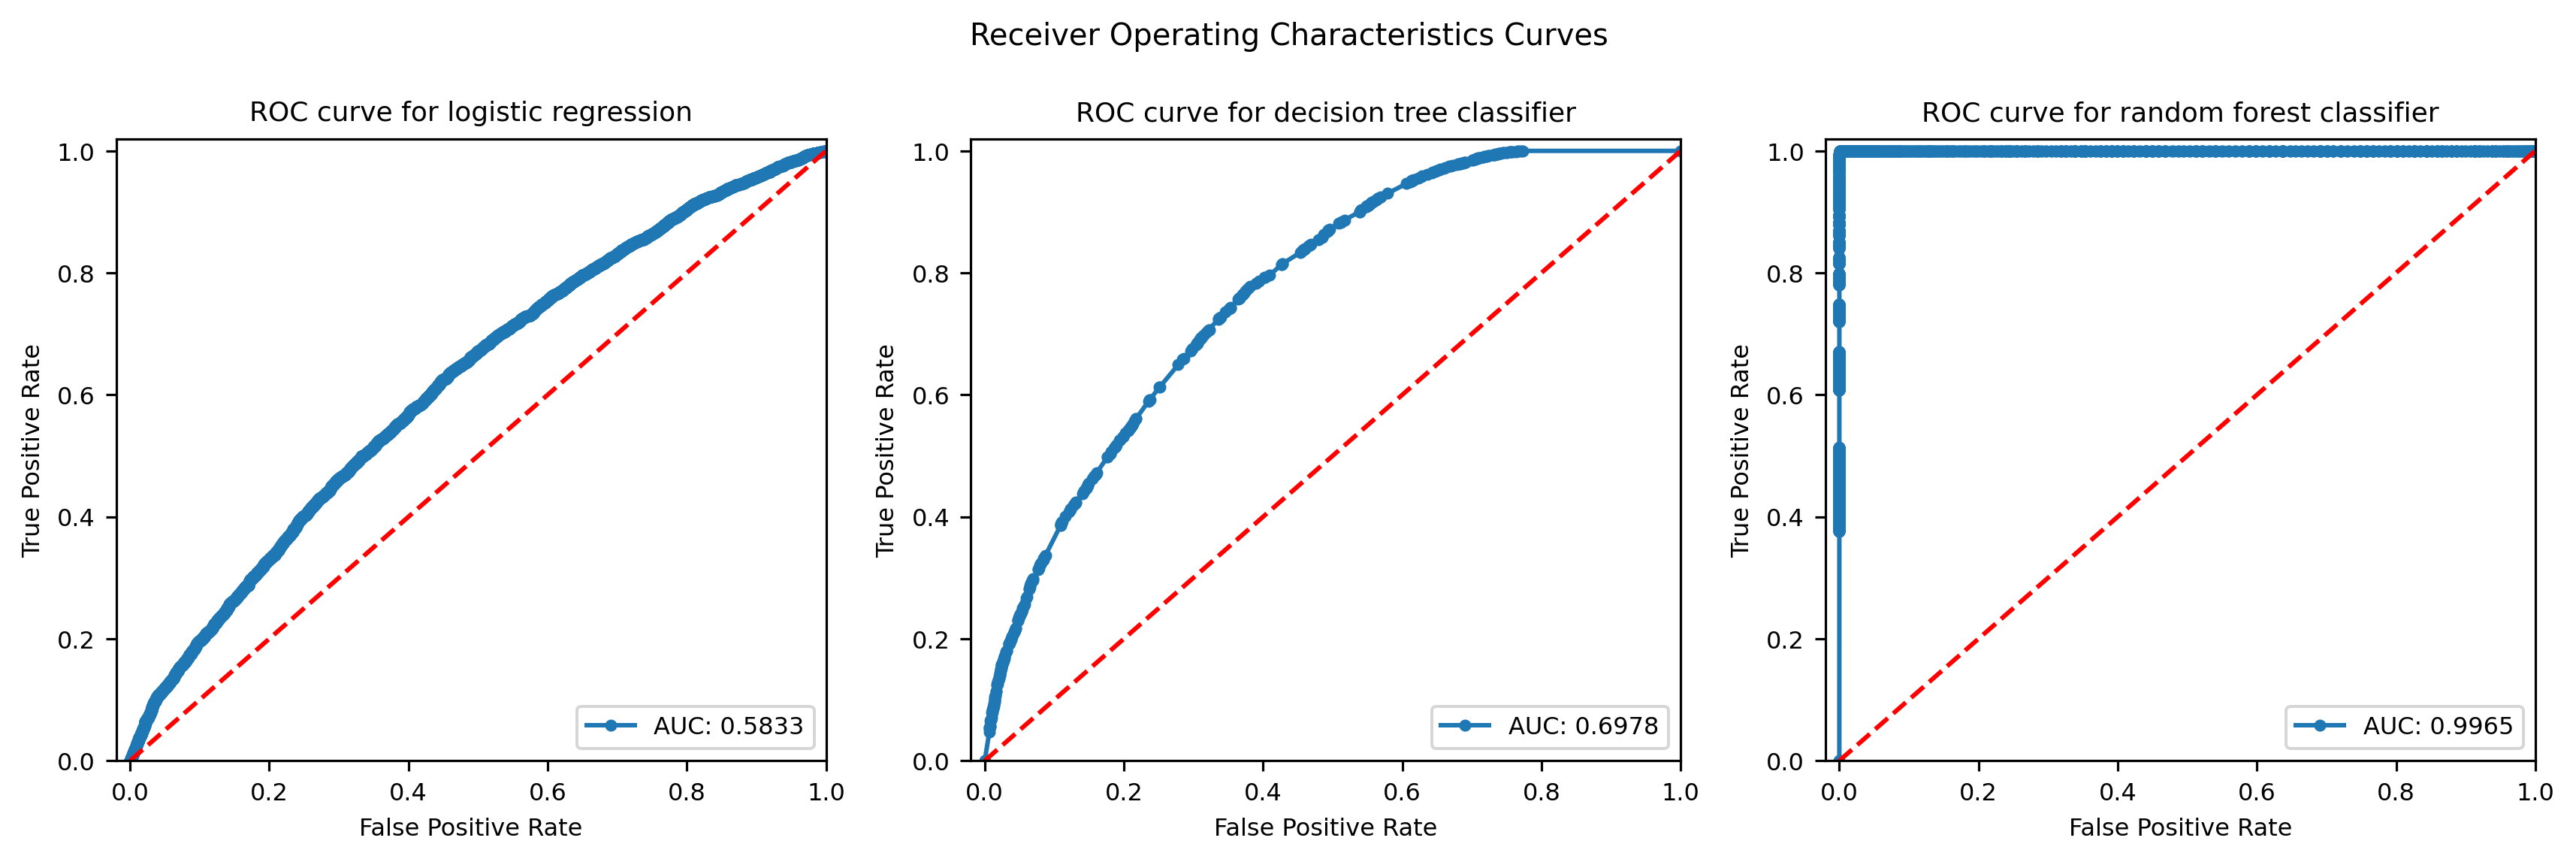 Receiver Operating Characteristics Curves
ROC curve for logistic regression
1.0
0.8
0.6
0.4
0.2
0.0
True Positive Rate
0.0 0.2 0.4 0.6 0.8 1.0
False Positive Rate
AUC: 0.5833
ROC curve for decision tree classifier
1.0
0.8
0.6
0.4
0.2
0.0
True Positive Rate
0.0 0.2 0.4 0.6 0.8 1.0
False Positive Rate
AUC: 0.6978
ROC curve for random forest classifier
1.0
0.8
0.6
0.4
0.2
0.0
True Positive Rate
0.0 0.2 0.4 0.6 0.8 1.0
False Positive Rate
AUC: 0.9965